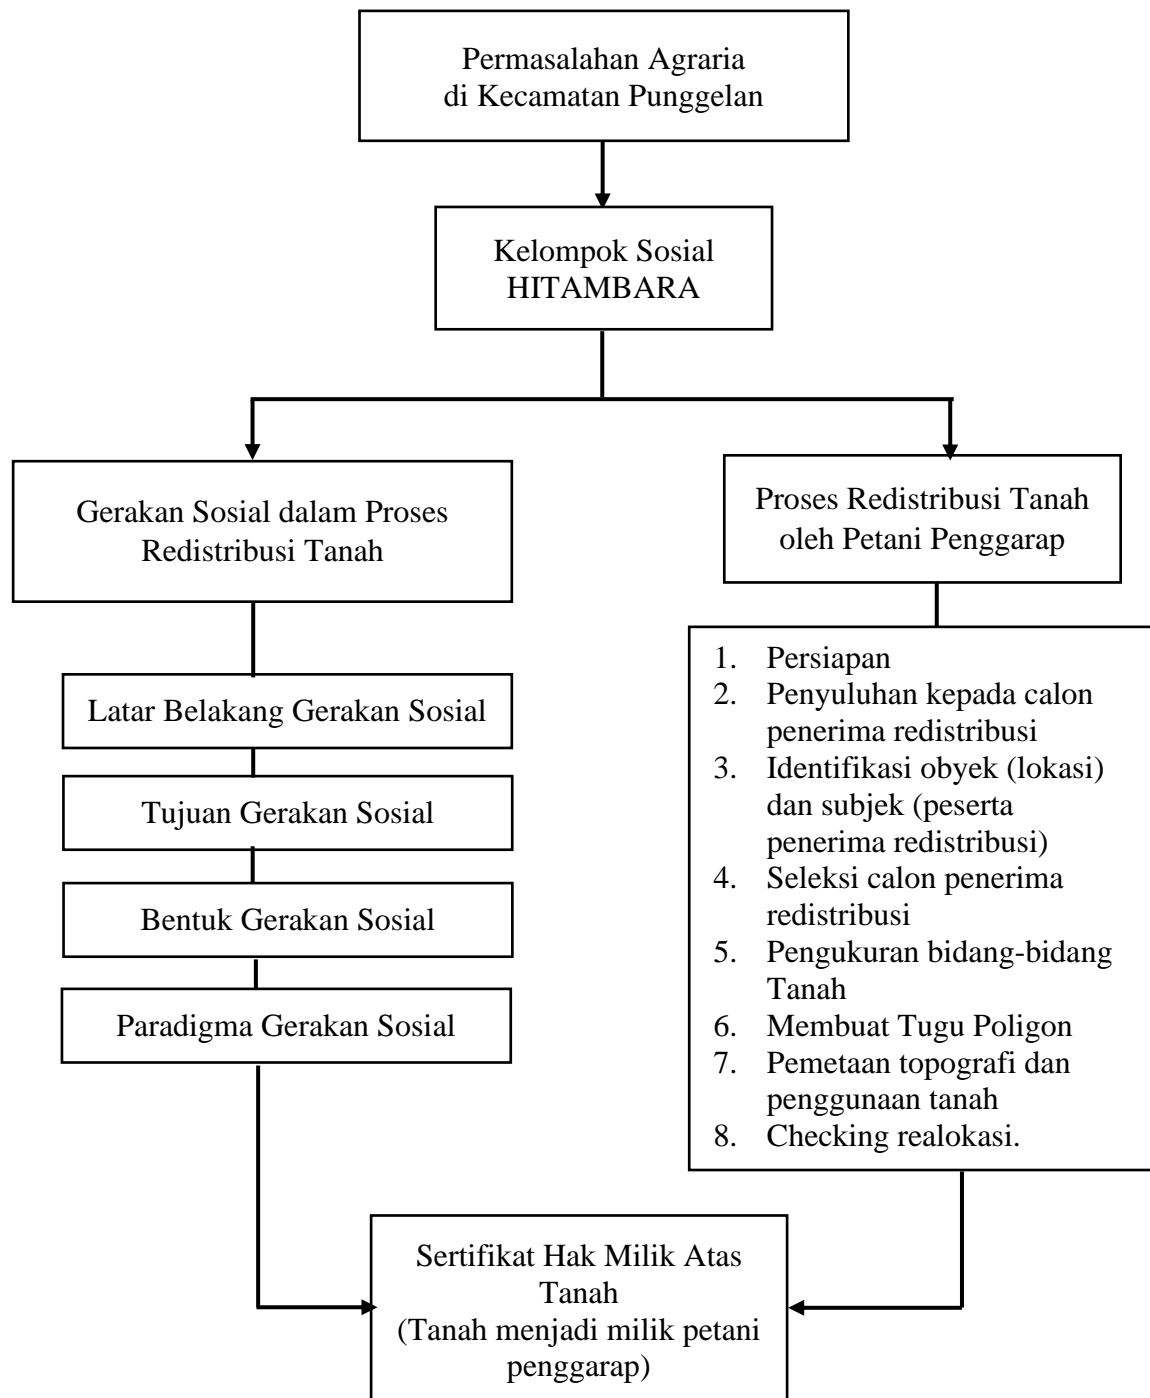 Permasalahan Agraria
di Kecamatan Punggelan
Kelompok Sosial
HITAMBARA
Gerakan Sosial dalam Proses
Redistribusi Tanah
Latar Belakang Gerakan Sosial
Tujuan Gerakan Sosial
Bentuk Gerakan Sosial
Paradigma Gerakan Sosial
Proses Redistribusi Tanah
oleh Petani Penggarap
1. Persiapan
2. Penyuluhan kepada calon
penerima redistribusi
3. Identifikasi obyek (lokasi)
dan subjek (peserta
penerima redistribusi)
4. Seleksi calon penerima
redistribusi
5. Pengukuran bidang-bidang
Tanah
6. Membuat Tugu Poligon
7. Pemetaan topografi dan
penggunaan tanah
8. Checking realokasi.
Sertifikat Hak Milik Atas
Tanah
(Tanah menjadi milik petani
penggarap)